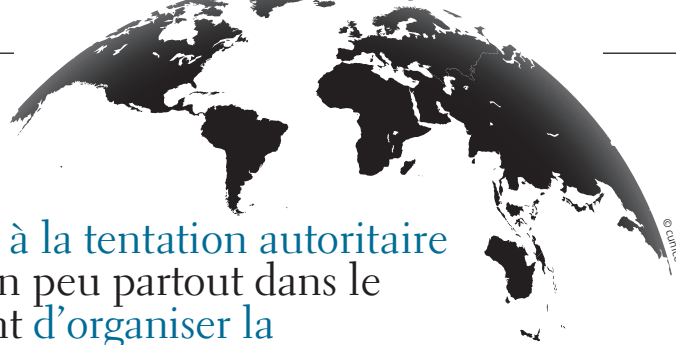 à la tentation autoritaire
n peu partout dans le
nt d'organiser la